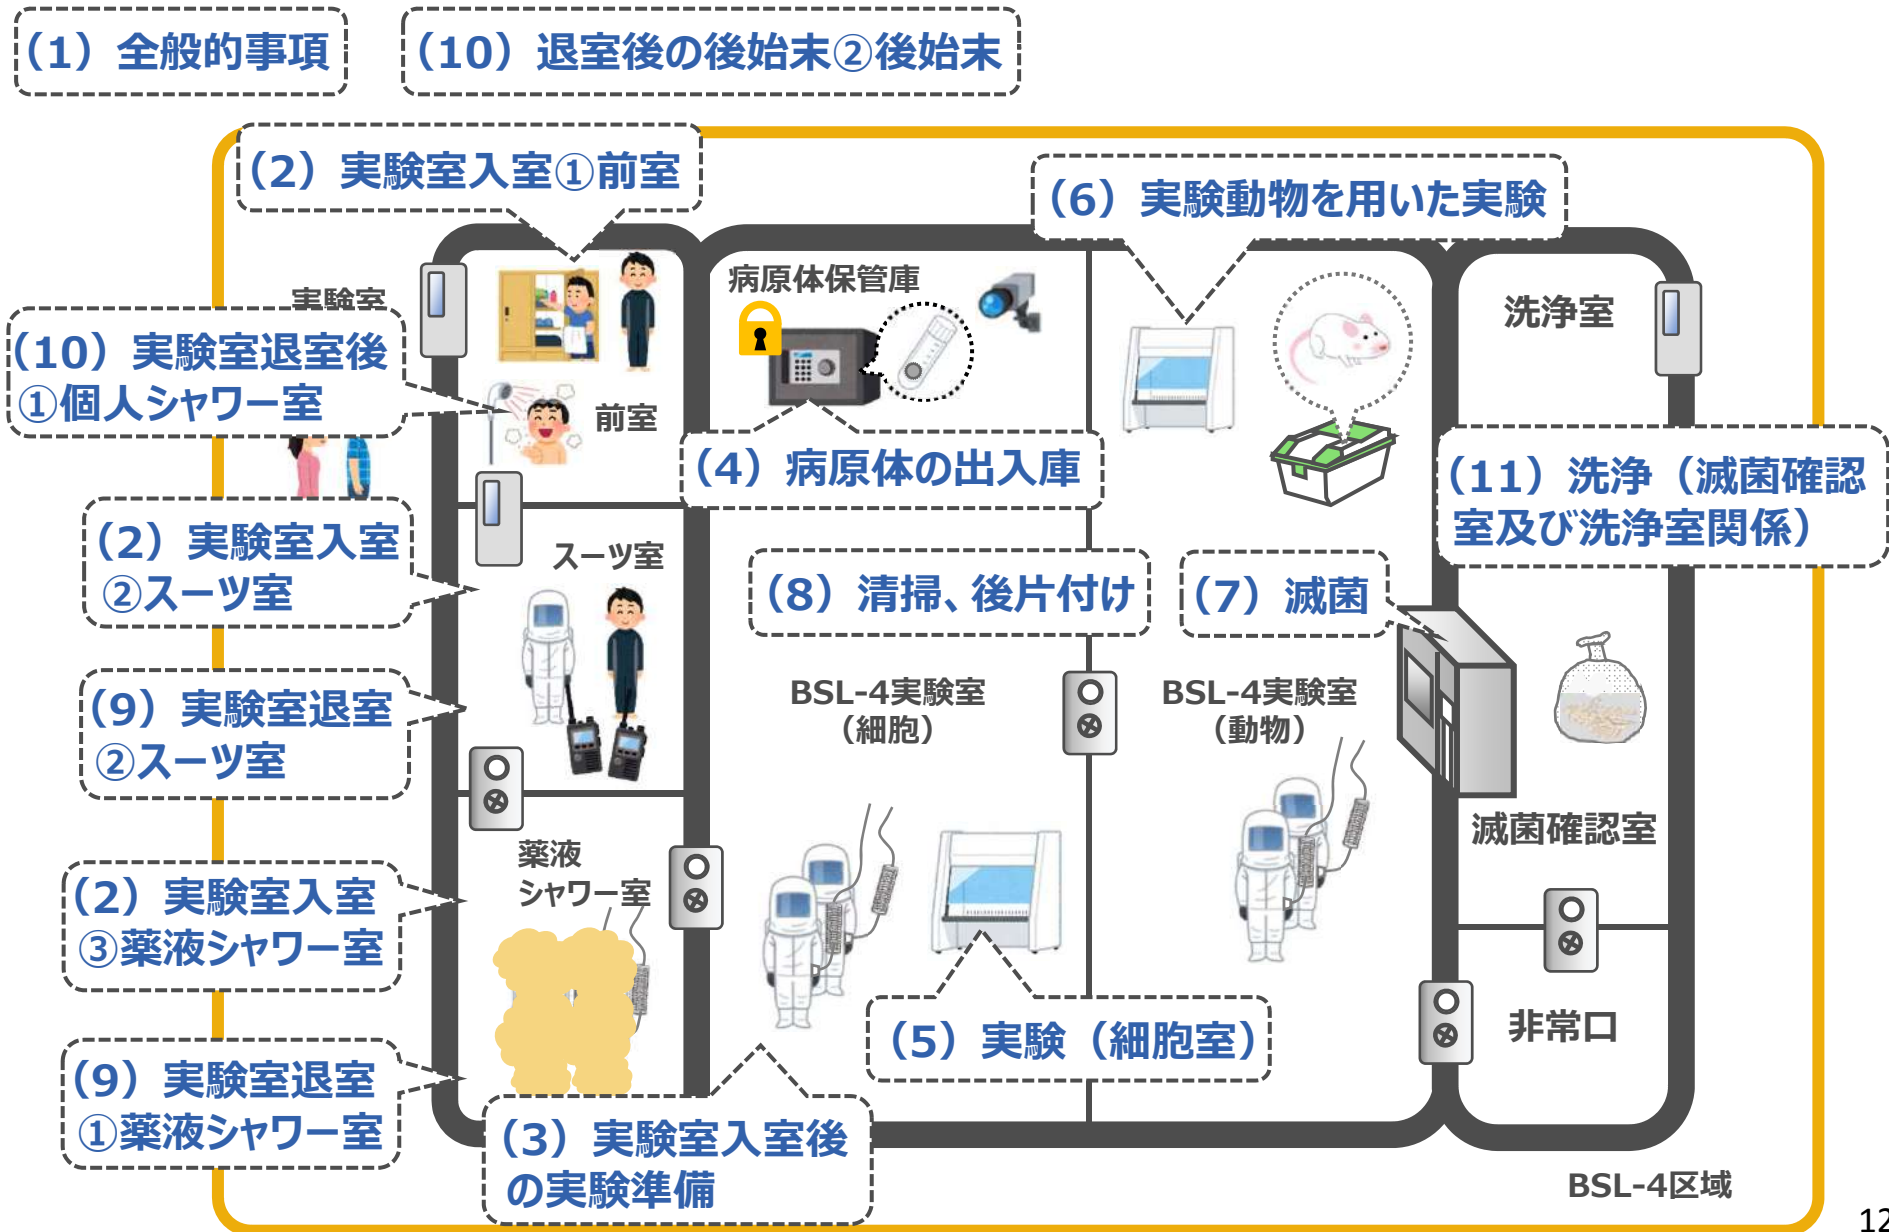 （1）全般的事項
（10）退室後の後始末②後始末
（2）実験室入室①前室
（6）実験動物を用いた実験
病原体保管庫
洗浄室
実験室
（10）実験室退室後
①個人シャワー室
前室
（4）病原体の出入庫
（11）洗浄（滅菌確認
室及び洗浄室関係）
（2）実験室入室
②スーツ室
スーツ室
（8）清掃、後片付け
（7）滅菌
（9）実験室退室
②スーツ室
BSL-4実験室
（細胞）
BSL-4実験室
（動物）
滅菌確認室
薬液
シャワー室
（2）実験室入室
③薬液シャワー室
（5）実験（細胞室）
非常口
（9）実験室退室
①薬液シャワー室
（3）実験室入室後
の実験準備
BSL-4区域
12